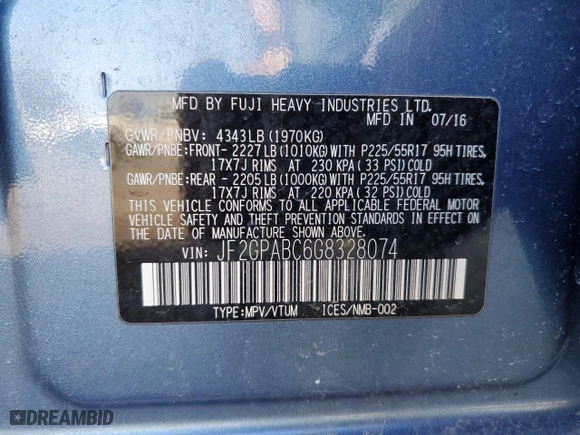 MFD BY FUJI HEAVY INDUSTRIES LTD.
MFD IN 07/16
GVWR/PNBV: 4343LB(1970KG)
GAWR/PNBE:FRONT- 2227LB(1010KG)WITH P225/55R17 95H TIRES,
17X7J RIMS AT 230 KPA(33 PSI)COLD
GAWR/PNBE:REAR - 2205LB(1000KG)WITH P225/55R17 95H TIRES,
17X7J RIMS AT 220 KPA(32 PSI)COLD
THIS VEHICLE CONFORMS TO ALL APPLICABLE FEDERAL MOTOR
VEHICLE SAFETY AND THEFT PREVENTION STANDARDS IN EFFECT ON
THE DATE OF MANUFACTURE SHOWN ABOVE.
VIN: JF2GPABC6G8328074
TYPE:MPV/VTUM ICES/NMB-002
DREAMBID